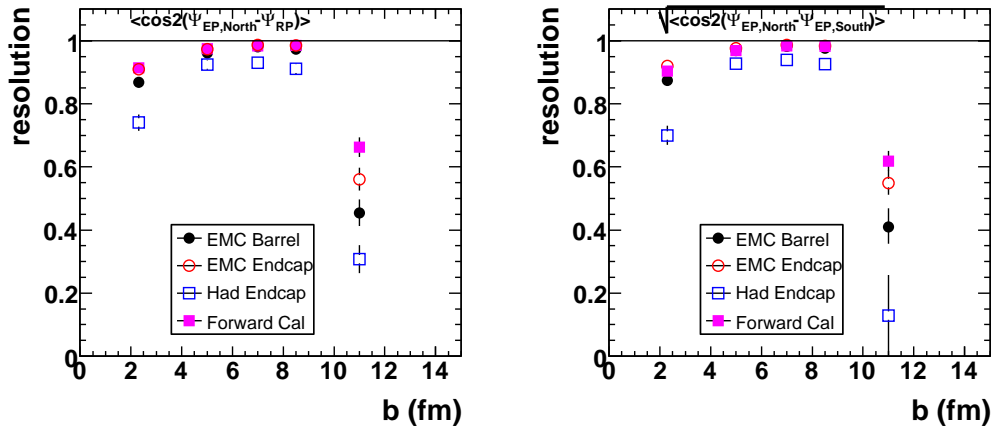 <cos2(Ψ_EP,North-Ψ_RP)>
resolution
1
0.8
0.6
0.4
0.2
0
EMC Barrel
EMC Endcap
Had Endcap
Forward Cal
0 2 4 6 8 10 12 14
b (fm)
√<cos2(Ψ_EP,North-Ψ_EP,South)>
resolution
1
0.8
0.6
0.4
0.2
0
EMC Barrel
EMC Endcap
Had Endcap
Forward Cal
0 2 4 6 8 10 12 14
b (fm)